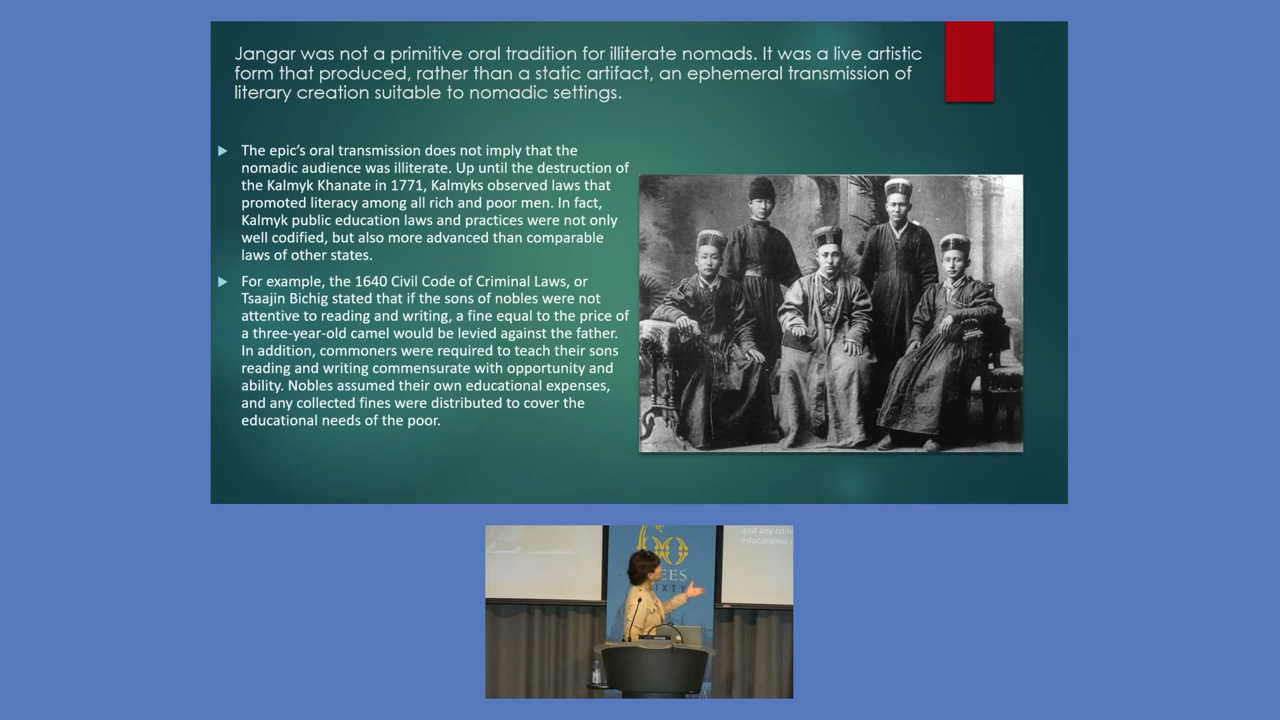 Jangar was not a primitive oral tradition for illiterate nomads. It was a live artistic
form that produced, rather than a static artifact, an ephemeral transmission of
literary creation suitable to nomadic settings.
The epic's oral transmission does not imply that the
nomadic audience was illiterate. Up until the destruction of
the Kalmyk Khanate in 1771, Kalmyks observed laws that
promoted literacy among all rich and poor men. In fact,
Kalmyk public education laws and practices were not only
well codified, but also more advanced than comparable
laws of other states.
For example, the 1640 Civil Code of Criminal Laws, or
Tsaajin Bichig stated that if the sons of nobles were not
attentive to reading and writing, a fine equal to the price of
a three-year-old camel would be levied against the father.
In addition, commoners were required to teach their sons
reading and writing commensurate with opportunity and
ability. Nobles assumed their own educational expenses,
and any collected fines were distributed to cover the
educational needs of the poor.
60
and any
educational
EES
IXTY